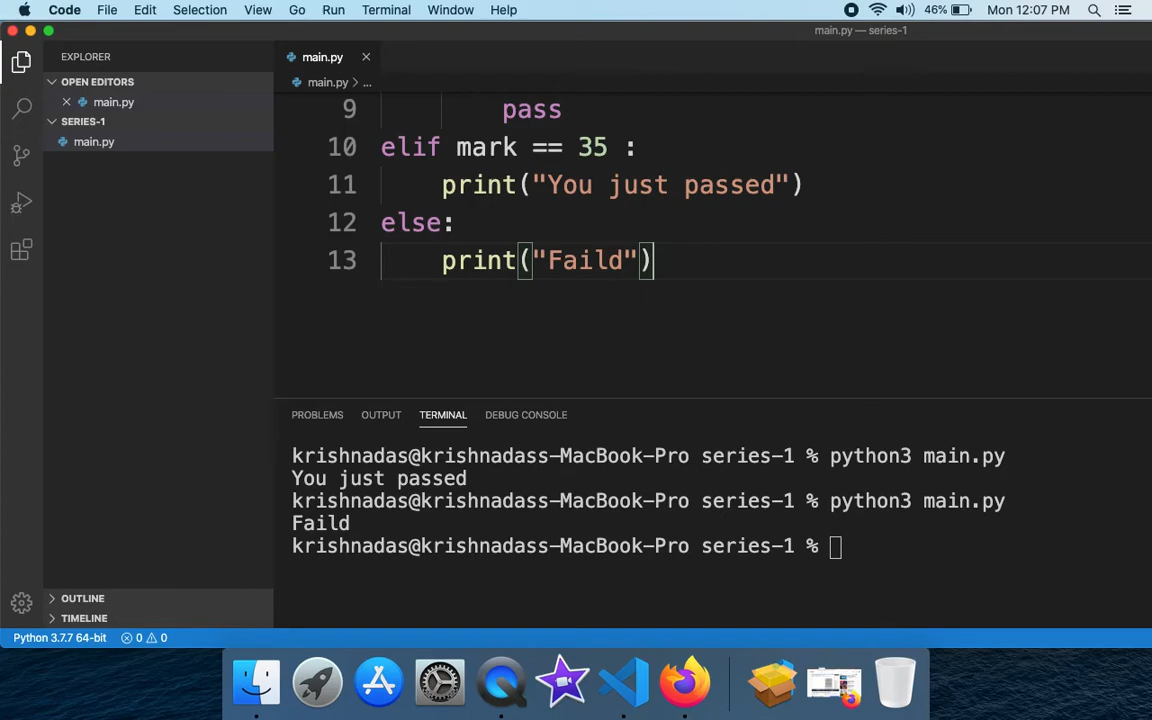 Code File Edit Selection View Go Run Terminal Window Help 46% Mon 12:07 PM
main.py — series-1
EXPLORER
OPEN EDITORS
main.py
SERIES-1
main.py
OUTLINE
TIMELINE
main.py
main.py > ...
9 pass
10 elif mark == 35 :
11 print("You just passed")
12 else:
13 print("Faild")
PROBLEMS OUTPUT TERMINAL DEBUG CONSOLE
krishnadas@krishnadass-MacBook-Pro series-1 % python3 main.py
You just passed
krishnadas@krishnadass-MacBook-Pro series-1 % python3 main.py
Faild
krishnadas@krishnadass-MacBook-Pro series-1 %
Python 3.7.7 64-bit 0 0